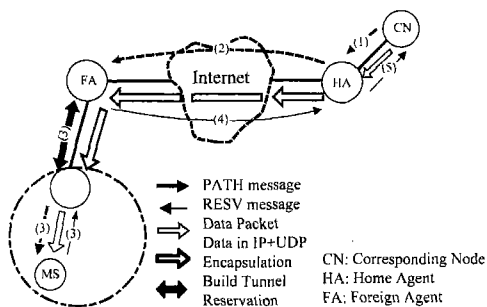 CN
(1)
(2)
(5)
FA
Internet
HA
(4)
(3)
(3)
(3)
MS
PATH message
RESV message
Data Packet
Data in IP+UDP
Encapsulation
Build Tunnel
Reservation
CN: Corresponding Node
HA: Home Agent
FA; Foreign Agent